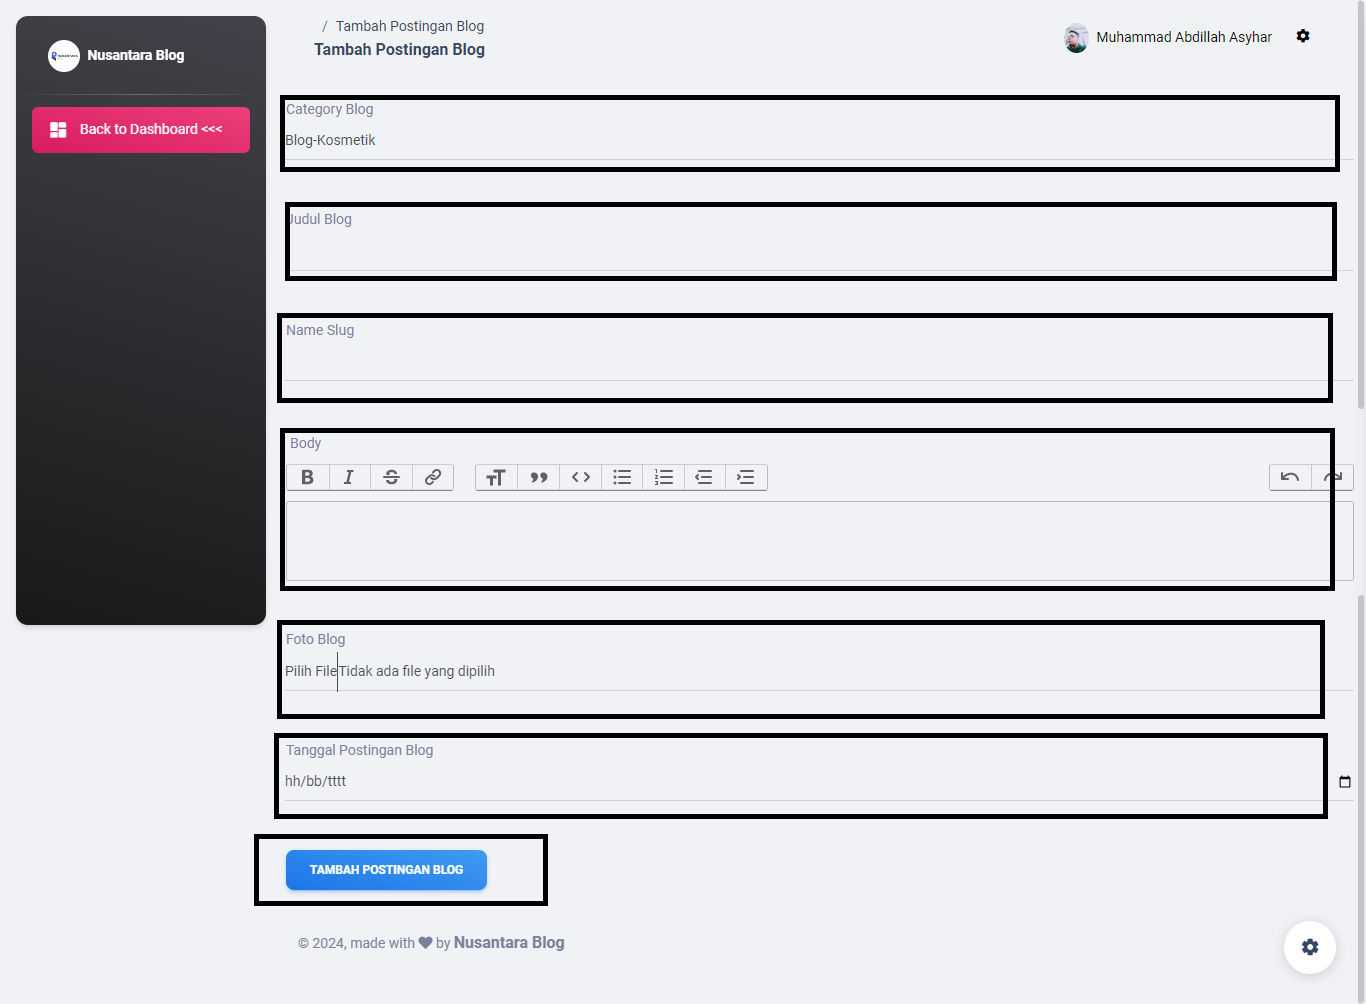 Nusantara Blog
Back to Dashboard <<<
/ Tambah Postingan Blog
Tambah Postingan Blog
Muhammad Abdillah Asyhar
Category Blog
Blog-Kosmetik
Judul Blog
Name Slug
Body
Foto Blog
Pilih File Tidak ada file yang dipilih
Tanggal Postingan Blog
hh/bb/tttt
TAMBAH POSTINGAN BLOG
© 2024, made with by Nusantara Blog